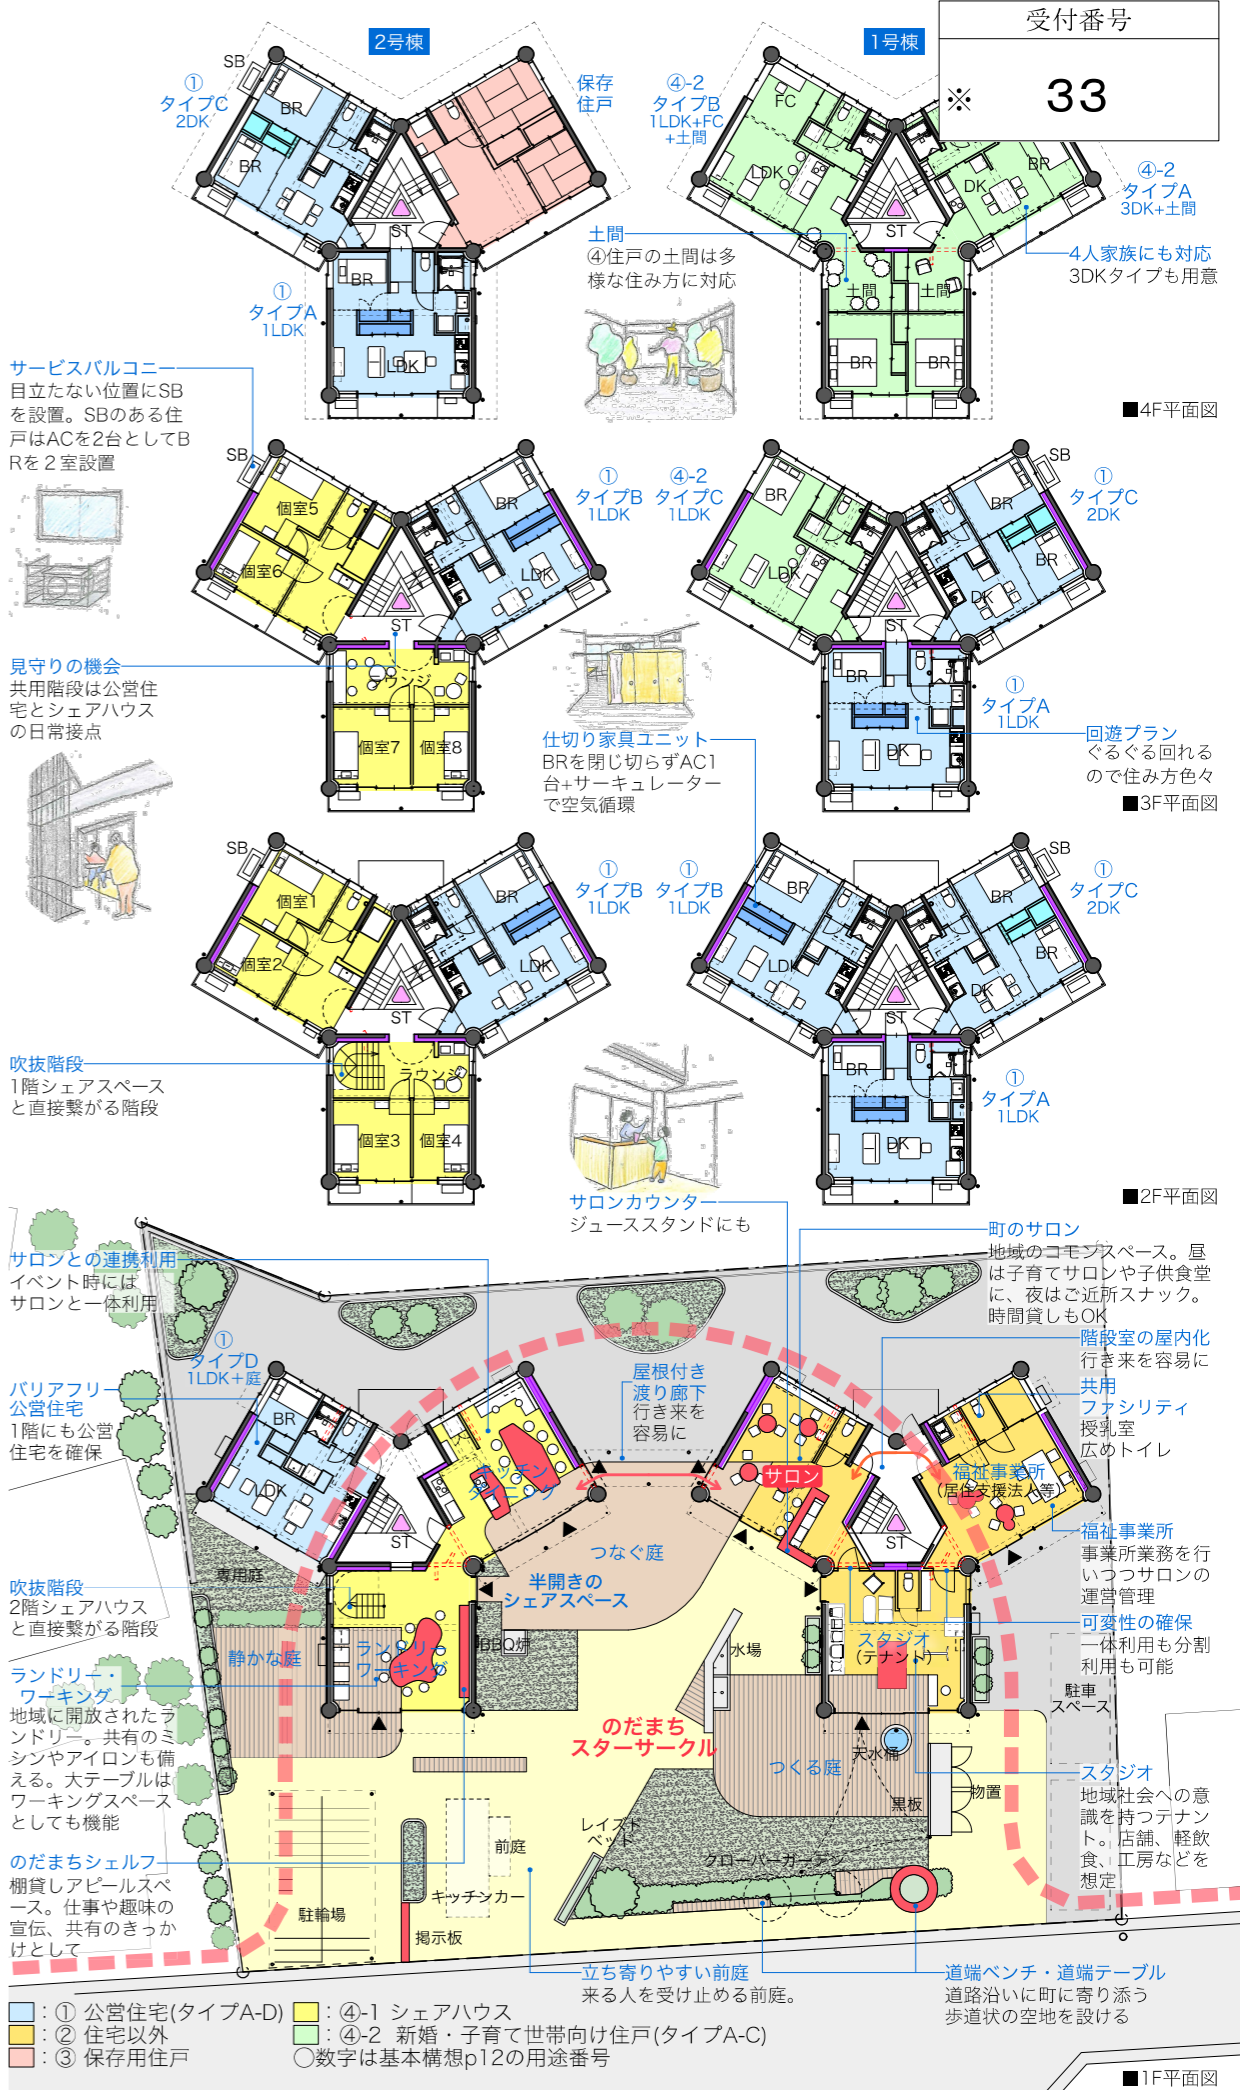 受付番号
※ 33
2号棟
1号棟
SB
①
タイプC
2DK
BR
BR
ST
保存
住戸
①
タイプA
1LDK
BR
LDK
④-2
タイプB
1LDK+FC
+土間
FC
LDK
DK
BR
ST
④-2
タイプA
3DK+土間
土間
④住戸の土間は多
様な住み方に対応
4人家族にも対応
3DKタイプも用意
土間
土間
BR
BR
■4F平面図
サービスバルコニー
目立たない位置にSB
を設置。SBのある住
戸はACを2台としてB
Rを２室設置
SB
個室5
個室6
ST
BR
LDK
①
タイプB
1LDK
④-2
タイプC
1LDK
BR
LDK
ST
BR
BR
DK
SB
①
タイプC
2DK
見守りの機会
共用階段は公営住
宅とシェアハウス
の日常接点
ラウンジ
個室7
個室8
仕切り家具ユニット
BRを閉じ切らずAC1
台+サーキュレーター
で空気循環
BR
DK
①
タイプA
1LDK
回遊プラン
ぐるぐる回れる
ので住み方色々
■3F平面図
SB
個室1
個室2
ST
BR
LDK
①
タイプB
1LDK
①
タイプB
1LDK
BR
LDK
ST
BR
BR
DK
SB
①
タイプC
2DK
吹抜階段
1階シェアスペース
と直接繋がる階段
ラウンジ
個室3
個室4
BR
DK
①
タイプA
1LDK
サロンカウンター
ジューススタンドにも
■2F平面図
サロンとの連携利用
イベント時には
サロンと一体利用
町のサロン
地域のコモンスペース。昼
は子育てサロンや子供食堂
に、夜はご近所スナック。
時間貸しもOK
①
タイプD
1LDK＋庭
バリアフリー
公営住宅
1階にも公営
住宅を確保
屋根付き
渡り廊下
行き来を
容易に
階段室の屋内化
行き来を容易に
共用
ファシリティ
授乳室
広めトイレ
BR
LDK
ST
キッチン
ダイニング
サロン
ST
福祉事業所
(居住支援法人等)
福祉事業所
事業所業務を行
いつつサロンの
運営管理
つなぐ庭
半開きの
シェアスペース
専用庭
吹抜階段
2階シェアハウス
と直接繋がる階段
静かな庭
ランドリー
ワーキング
BBQ炉
水場
スタジオ
(テナント)
可変性の確保
一体利用も分割
利用も可能
駐車
スペース
ランドリー・
ワーキング
地域に開放されたラ
ンドリー。共有のミ
シンやアイロンも備
える。大テーブルは
ワーキングスペース
としても機能
のだまち
スターサークル
つくる庭
天水桶
黒板
物置
スタジオ
地域社会への意
識を持つテナン
ト。店舗、軽飲
食、工房などを
想定
のだまちシェルフ
棚貸しアピールスペ
ース。仕事や趣味の
宣伝、共有のきっか
けとして
駐輪場
前庭
キッチンカー
掲示板
レイズド
ベッド
クローバーガーデン
立ち寄りやすい前庭
来る人を受け止める前庭。
道端ベンチ・道端テーブル
道路沿いに町に寄り添う
歩道状の空地を設ける
：① 公営住宅(タイプA-D)
：④-1 シェアハウス
：② 住宅以外
：④-2 新婚・子育て世帯向け住戸(タイプA-C)
：③ 保存用住戸
○数字は基本構想p12の用途番号
■1F平面図